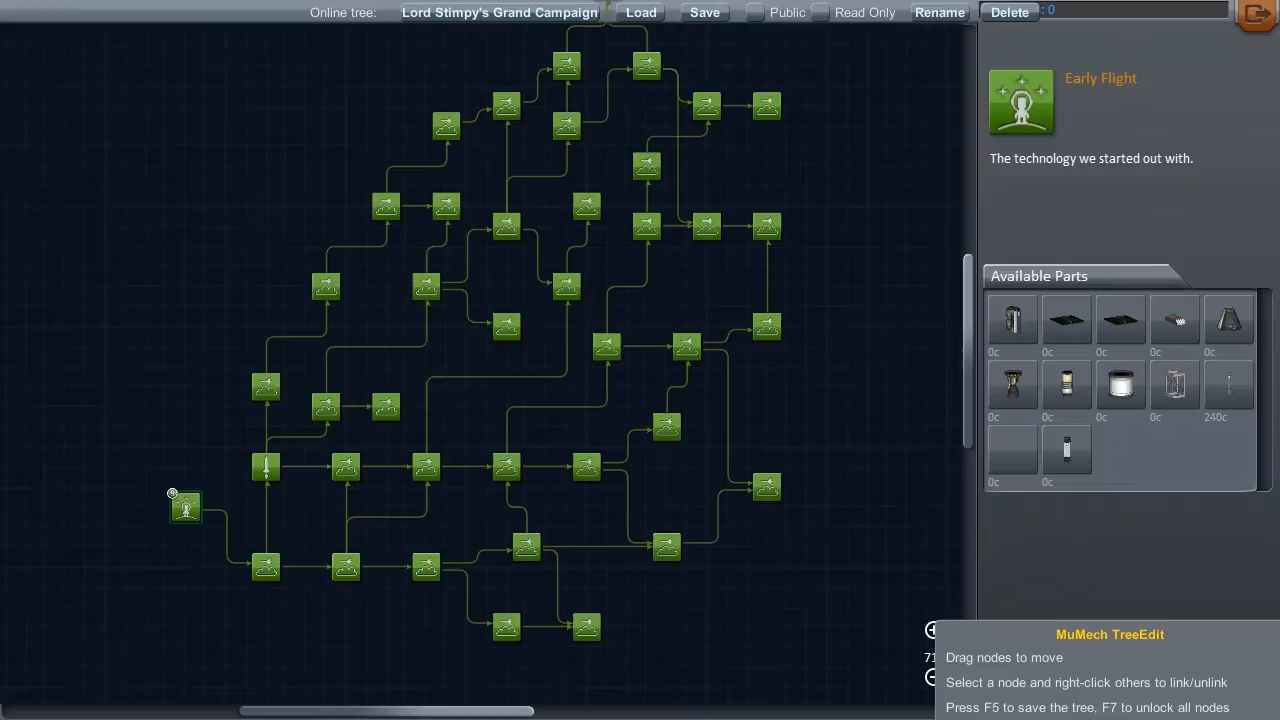 Online tree: Lord Stimpy's Grand Campaign Load Save Public Read Only Rename Delete : 0
Early Flight
The technology we started out with.
Available Parts
0c 0c 0c 0c 0c
0c 0c 0c 0c 240c
0c 0c
71
MuMech TreeEdit
Drag nodes to move
Select a node and right-click others to link/unlink
Press F5 to save the tree, F7 to unlock all nodes